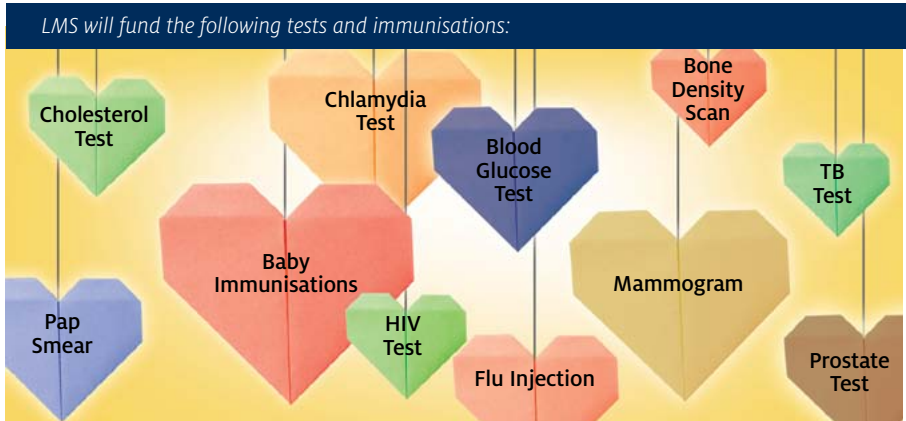 LMS will fund the following tests and immunisations:
Cholesterol
Test
Chlamydia
Test
Blood
Glucose
Test
Bone
Density
Scan
TB
Test
Baby
Immunisations
Mammogram
Pap
Smear
HIV
Test
Flu Injection
Prostate
Test